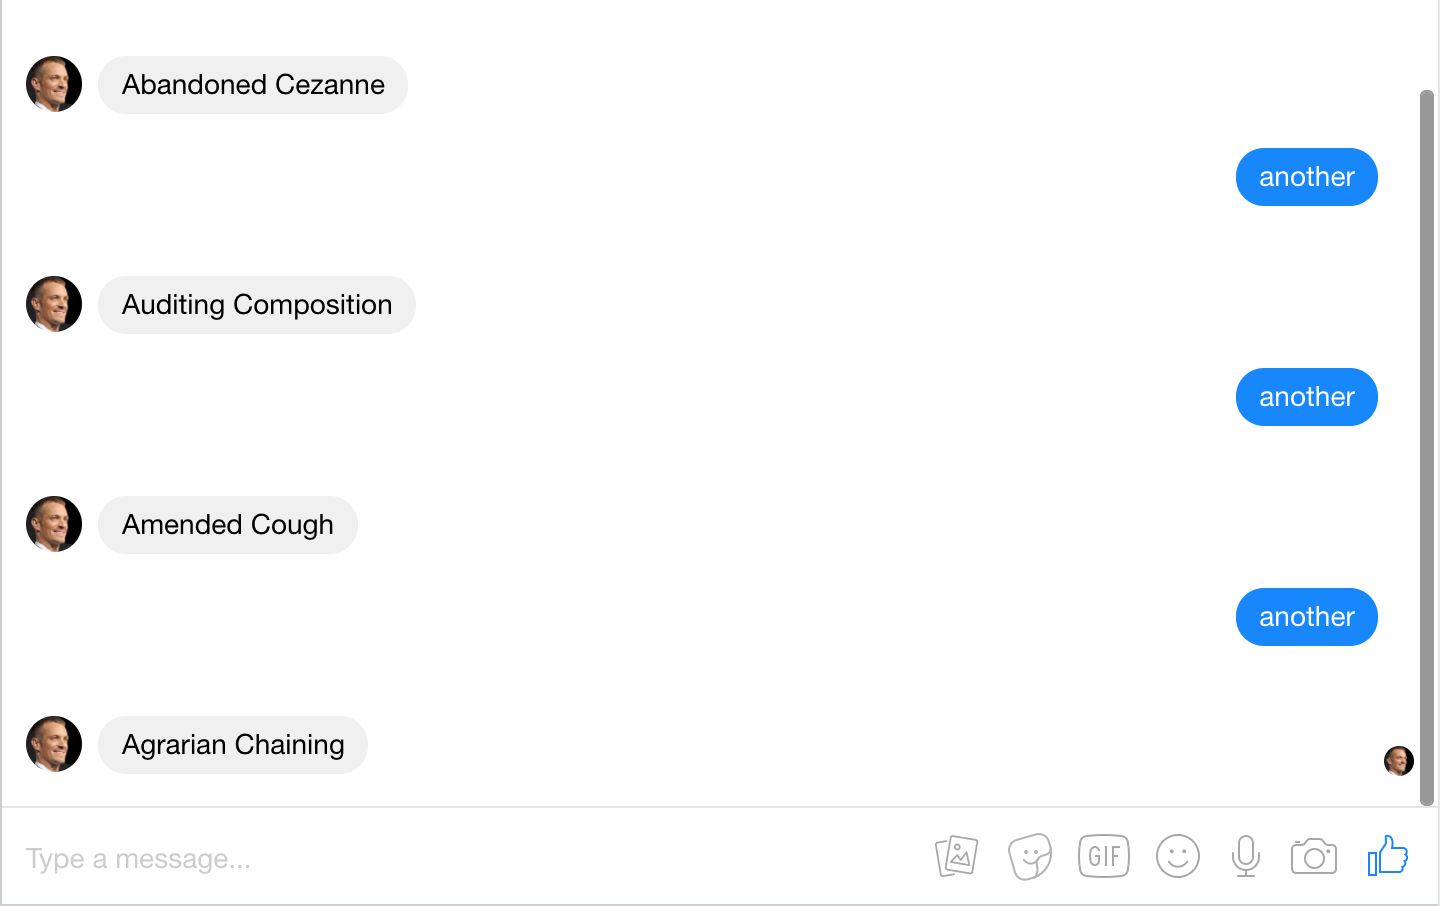 Abandoned Cezanne
another
Auditing Composition
another
Amended Cough
another
Agrarian Chaining
Type a message...
GIF